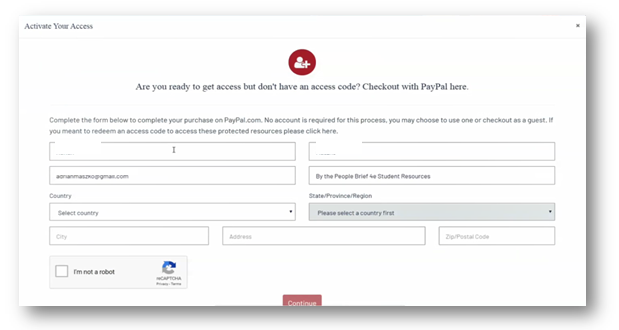 Activate Your Access
×
Are you ready to get access but don't have an access code? Checkout with PayPal here.
Complete the form below to complete your purchase on PayPal.com. No account is required for this process, you may choose to use one or checkout as a guest. If
you meant to redeem an access code to access these protected resources please click here.
adrianmaszko@gmail.com
By the People Brief 4e Student Resources
Country
State/Province/Region
Select country
Please select a country first
City
Address
Zip/Postal Code
I'm not a robot
reCAPTCHA
Privacy - Terms
Continue